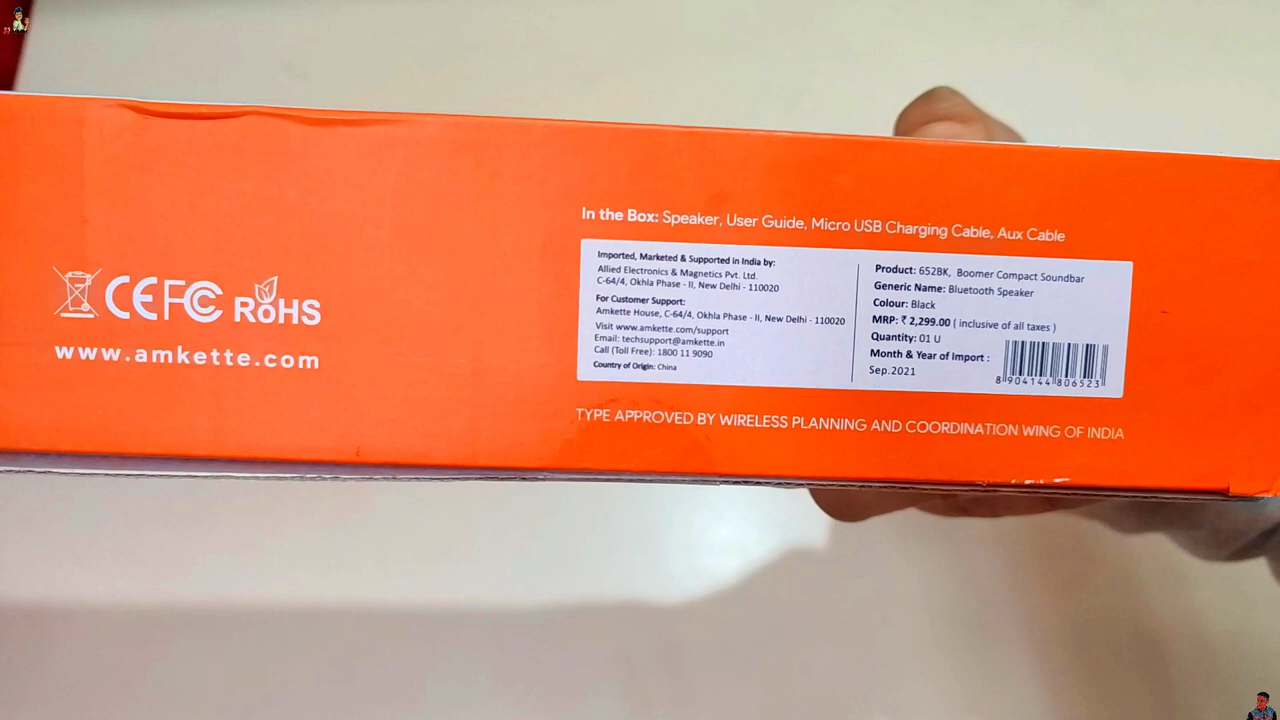 In the Box: Speaker, User Guide, Micro USB Charging Cable, Aux Cable
Imported, Marketed & Supported in India by:
Allied Electronics & Magnetics Pvt. Ltd.
C-64/4, Okhla Phase - II, New Delhi - 110020
For Customer Support:
Amkette House, C-64/4, Okhla Phase - II, New Delhi - 110020
Visit www.amkette.com/support
Email: techsupport@amkette.in
Call (Toll Free): 1800 11 9090
Country of Origin: China
Product: 652BK, Boomer Compact Soundbar
Generic Name: Bluetooth Speaker
Colour: Black
MRP: ₹ 2,299.00 ( inclusive of all taxes )
Quantity: 01 U
Month & Year of Import :
Sep.2021
8 904144 806523
TYPE APPROVED BY WIRELESS PLANNING AND COORDINATION WING OF INDIA
CE FC RoHS
www.amkette.com